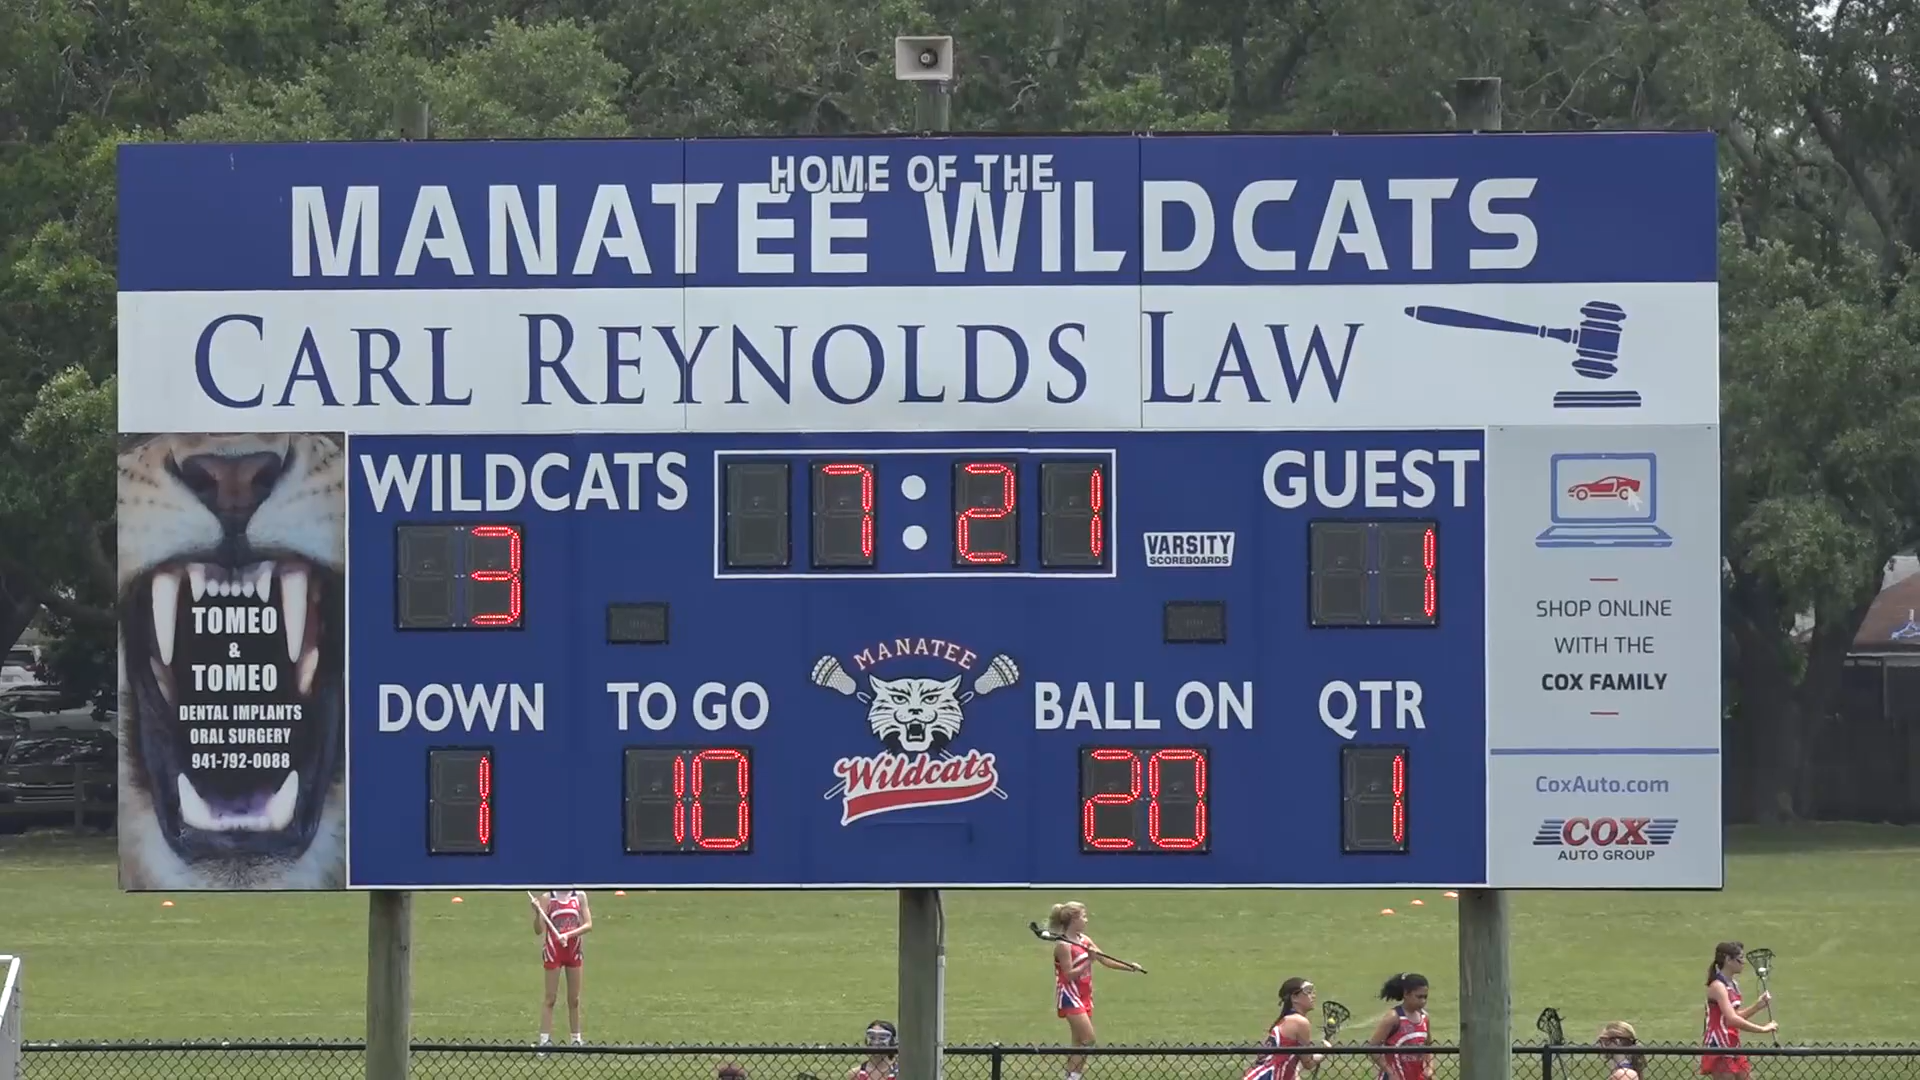 HOME OF THE
MANATEE WILDCATS
CARL REYNOLDS LAW
WILDCATS
7:21
GUEST
3
1
VARSITY
SCOREBOARDS
TOMEO
&
TOMEO
DENTAL IMPLANTS
ORAL SURGERY
941-792-0088
MANATEE
Wildcats
DOWN
TO GO
BALL ON
QTR
1
10
20
1
SHOP ONLINE
WITH THE
COX FAMILY
CoxAuto.com
COX
AUTO GROUP